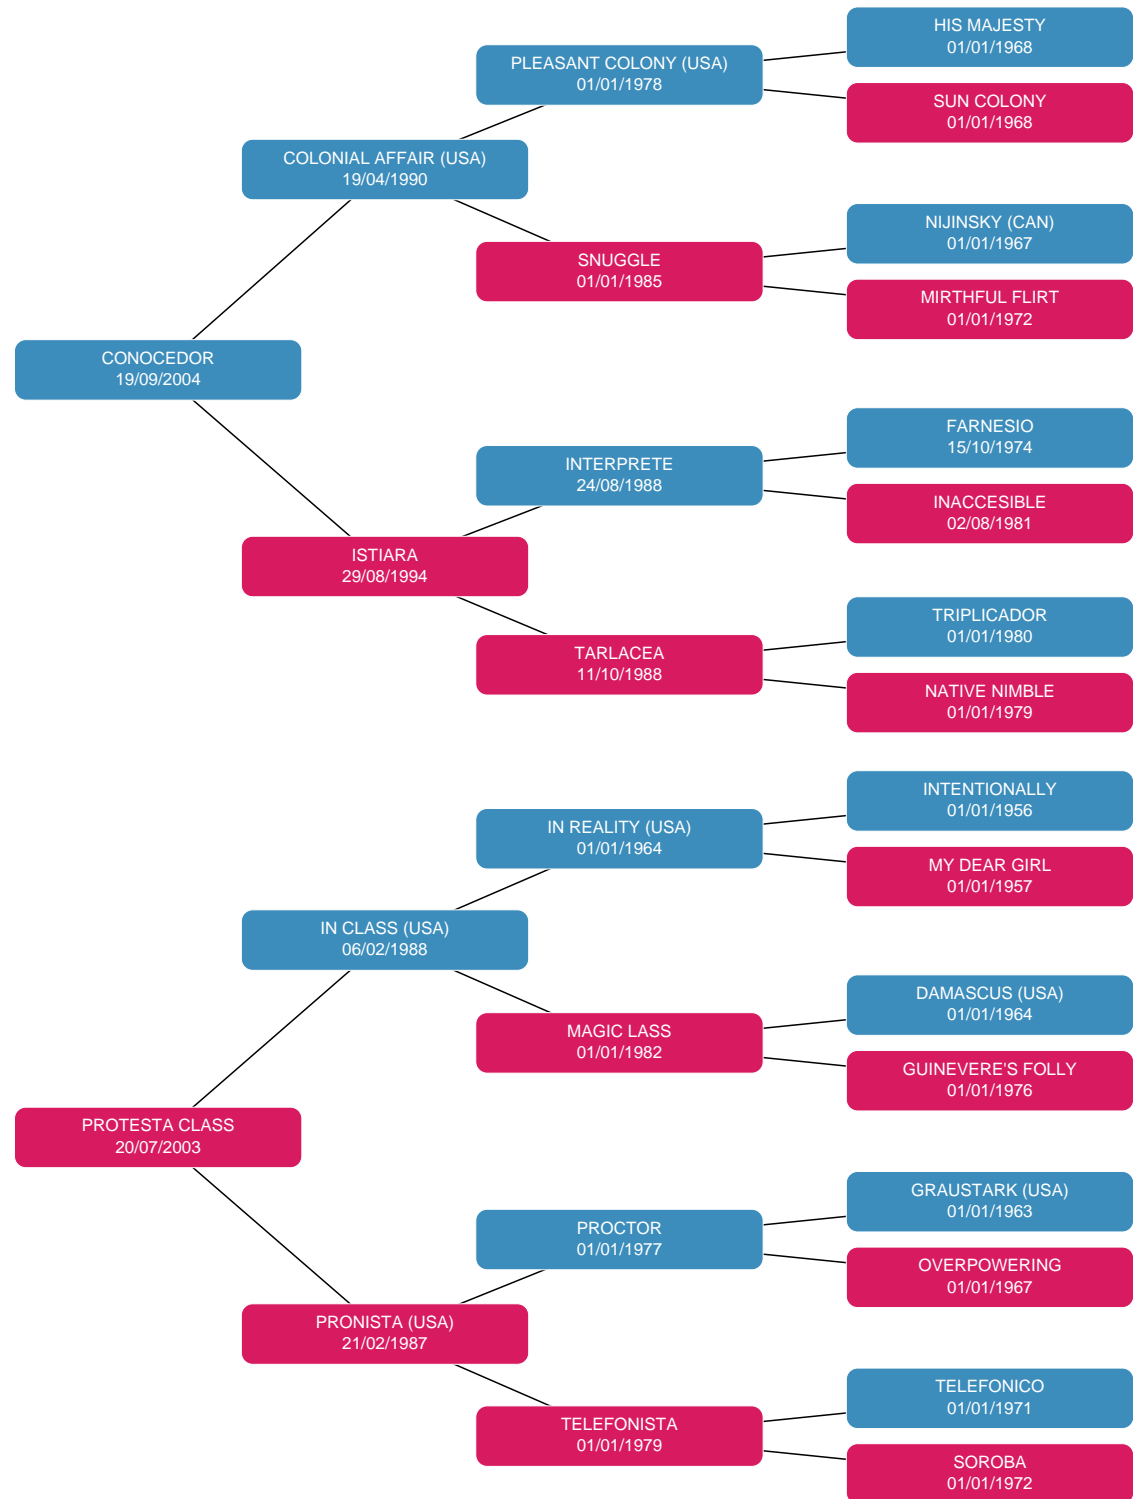 HIS MAJESTY
01/01/1968
PLEASANT COLONY (USA)
01/01/1978
SUN COLONY
01/01/1968
COLONIAL AFFAIR (USA)
19/04/1990
NIJINSKY (CAN)
01/01/1967
SNUGGLE
01/01/1985
MIRTHFUL FLIRT
01/01/1972
CONOCEDOR
19/09/2004
FARNESIO
15/10/1974
INTERPRETE
24/08/1988
INACCESIBLE
02/08/1981
ISTIARA
29/08/1994
TRIPLICADOR
01/01/1980
TARLACEA
11/10/1988
NATIVE NIMBLE
01/01/1979
INTENTIONALLY
01/01/1956
IN REALITY (USA)
01/01/1964
MY DEAR GIRL
01/01/1957
IN CLASS (USA)
06/02/1988
DAMASCUS (USA)
01/01/1964
MAGIC LASS
01/01/1982
GUINEVERE'S FOLLY
01/01/1976
PROTESTA CLASS
20/07/2003
GRAUSTARK (USA)
01/01/1963
PROCTOR
01/01/1977
OVERPOWERING
01/01/1967
PRONISTA (USA)
21/02/1987
TELEFONICO
01/01/1971
TELEFONISTA
01/01/1979
SOROBA
01/01/1972